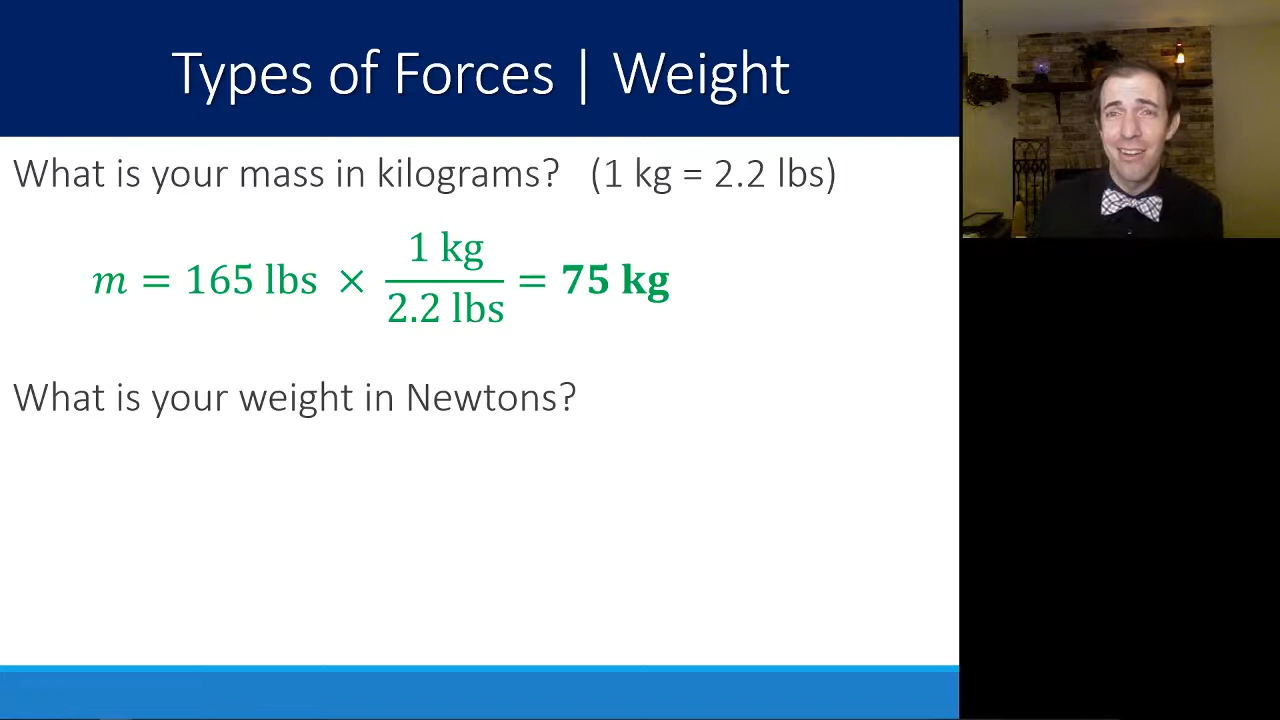 Types of Forces | Weight
What is your mass in kilograms? (1 kg = 2.2 lbs)
m = 165 lbs × 1 kg / 2.2 lbs = 75 kg
What is your weight in Newtons?